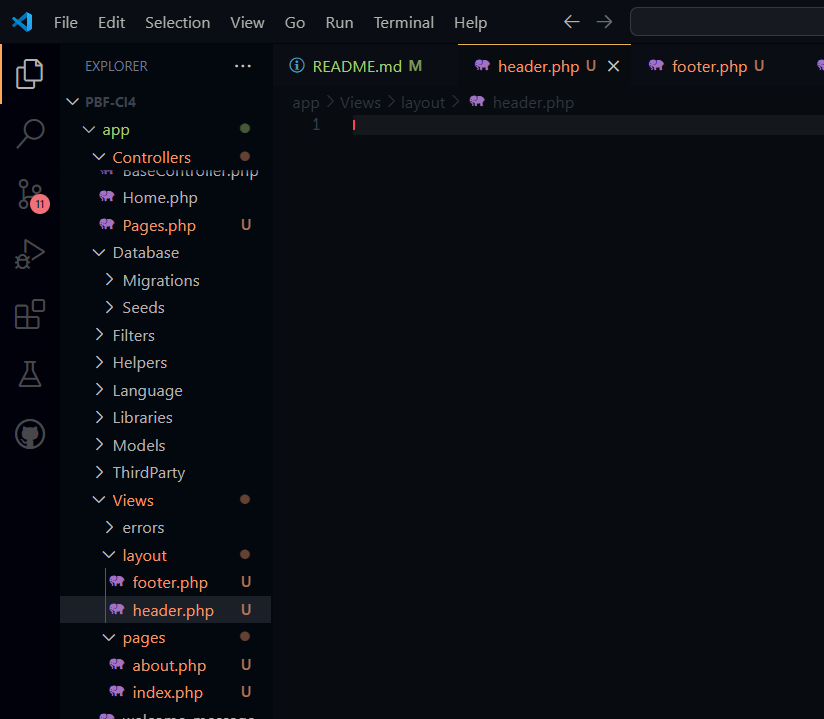 File Edit Selection View Go Run Terminal Help
EXPLORER
README.md M
header.php U
footer.php U
PBF-CI4
app > Views > layout > header.php
1
app
Controllers
BaseController.php
Home.php
Pages.php U
11
Database
Migrations
Seeds
Filters
Helpers
Language
Libraries
Models
ThirdParty
Views
errors
layout
footer.php U
header.php U
pages
about.php U
index.php U
welcome_message